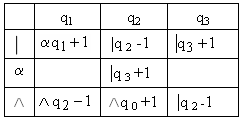 q₁ q₂ q₃
| αq₁+1 |q₂-1 |q₃+1
α |q₃+1
∧ ∧q₂−1 ∧q₀+1 |q₂-1